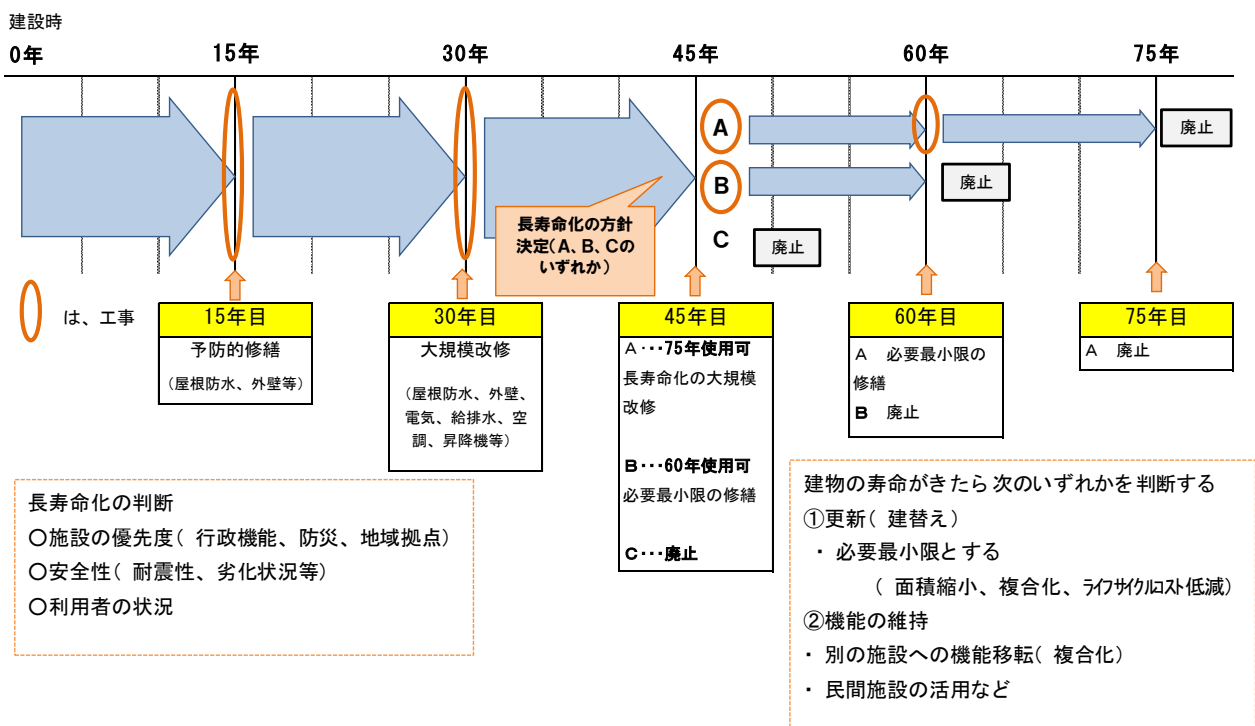 建設時
0年
15年
30年
45年
60年
75年
A
B
C
廃止
廃止
廃止
長寿命化の方針
決定(A、B、Cの
いずれか)
は、工事
15年目
予防的修繕
(屋根防水、外壁等)
30年目
大規模改修
(屋根防水、外壁、
電気、給排水、空
調、昇降機等)
45年目
A・・・75年使用可
長寿命化の大規模
改修
B・・・60年使用可
必要最小限の修繕
C・・・廃止
60年目
A 必要最小限の
修繕
B 廃止
75年目
A 廃止
長寿命化の判断
○施設の優先度( 行政機能、防災、地域拠点)
○安全性( 耐震性、劣化状況等)
○利用者の状況
建物の寿命がきたら次のいずれかを判断する
①更新( 建替え)
・ 必要最小限とする
( 面積縮小、複合化、ライフサイクルコスト低減)
②機能の維持
・ 別の施設への機能移転( 複合化)
・ 民間施設の活用など